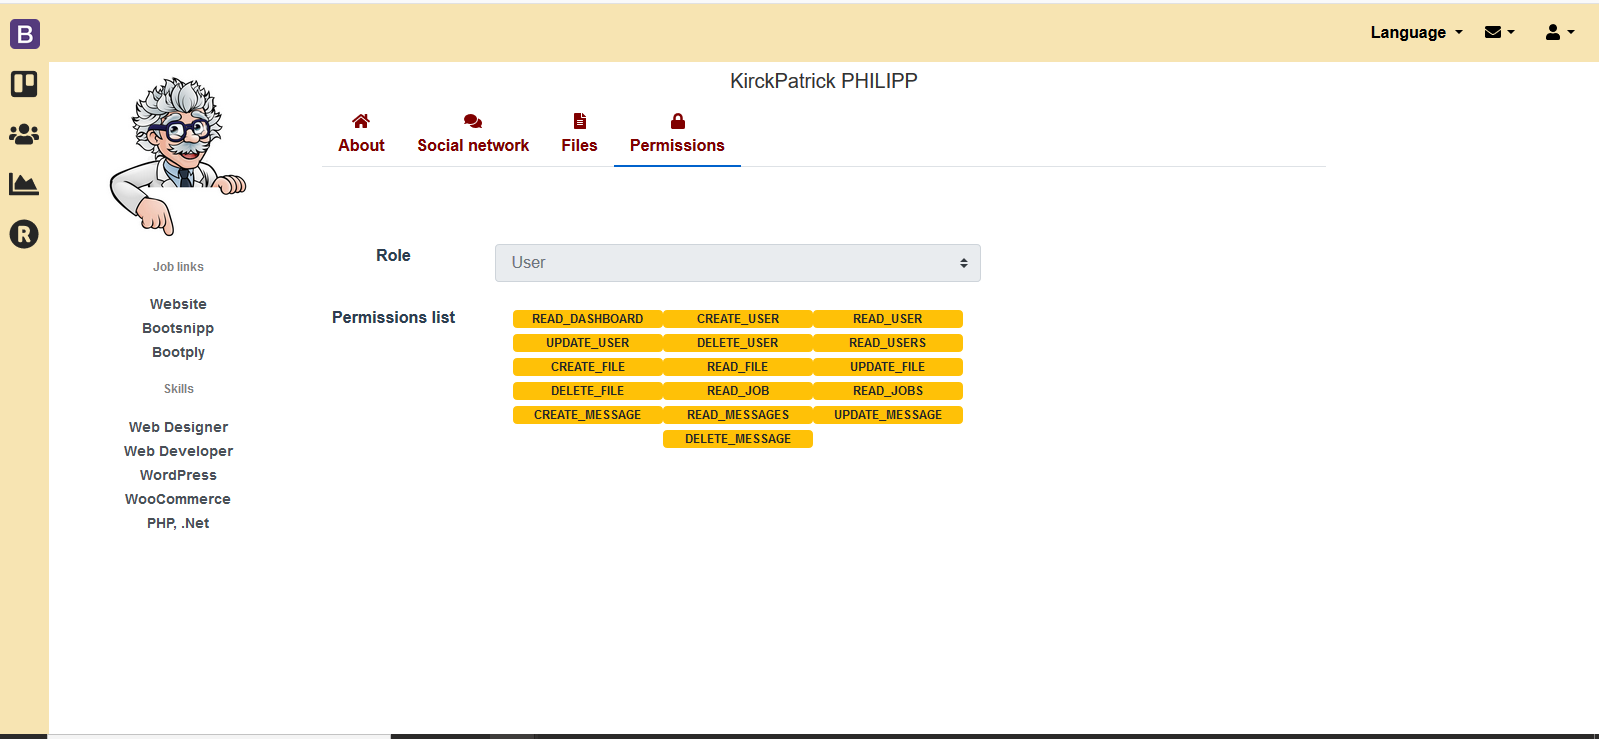 B
Language
KirckPatrick PHILIPP
About Social network Files Permissions
R
Job links
Website
Bootsnipp
Bootply
Skills
Web Designer
Web Developer
WordPress
WooCommerce
PHP, .Net
Role User
Permissions list READ_DASHBOARD CREATE_USER READ_USER
UPDATE_USER DELETE_USER READ_USERS
CREATE_FILE READ_FILE UPDATE_FILE
DELETE_FILE READ_JOB READ_JOBS
CREATE_MESSAGE READ_MESSAGES UPDATE_MESSAGE
DELETE_MESSAGE